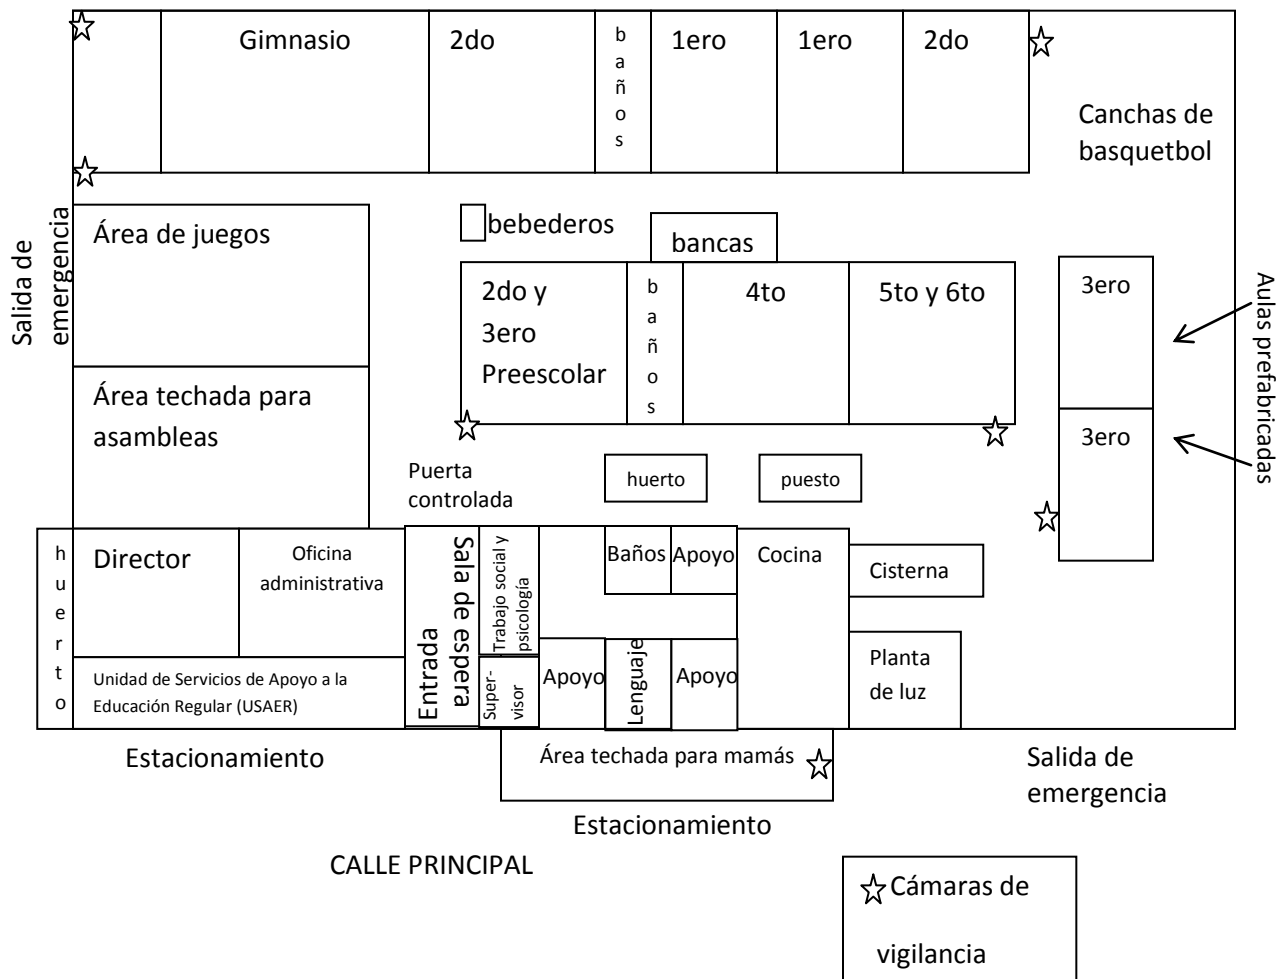 Gimnasio
2do
baños
1ero
1ero
2do
Canchas de
basquetbol
Salida de
emergencia
Área de juegos
bebederos
bancas
2do y
3ero
Preescolar
baños
4to
5to y 6to
3ero
Aulas prefabricadas
Área techada para
asambleas
3ero
Puerta
controlada
huerto
puesto
huerto
Director
Oficina
administrativa
Entrada
Sala de espera
Trabajo social y
psicología
Baños
Apoyo
Cocina
Cisterna
Unidad de Servicios de Apoyo a la
Educación Regular (USAER)
Super-
visor
Apoyo
Lenguaje
Apoyo
Planta
de luz
Estacionamiento
Área techada para mamás
Salida de
emergencia
Estacionamiento
CALLE PRINCIPAL
Cámaras de
vigilancia